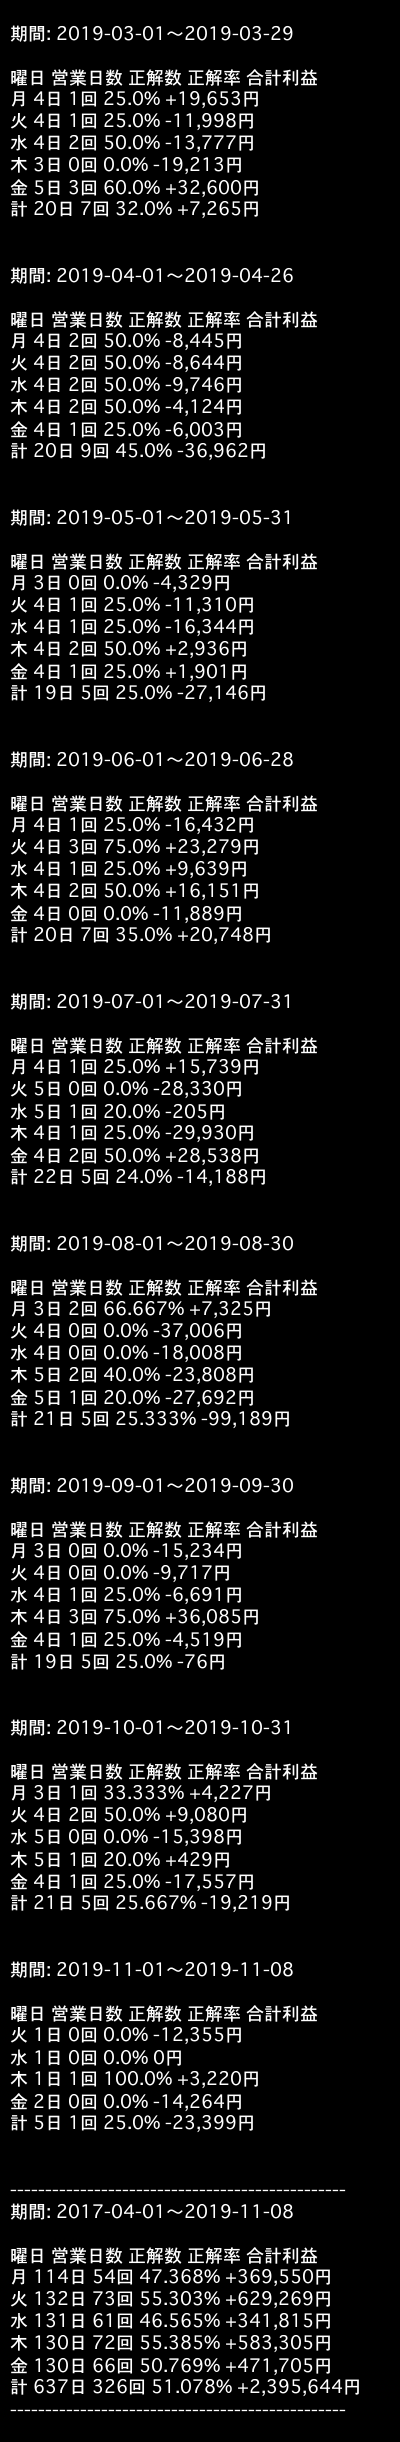 期間: 2019-03-01〜2019-03-29
曜日 営業日数 正解数 正解率 合計利益
月 4日 1回 25.0% +19,653円
火 4日 1回 25.0% -11,998円
水 4日 2回 50.0% -13,777円
木 3日 0回 0.0% -19,213円
金 5日 3回 60.0% +32,600円
計 20日 7回 32.0% +7,265円
期間: 2019-04-01〜2019-04-26
曜日 営業日数 正解数 正解率 合計利益
月 4日 2回 50.0% -8,445円
火 4日 2回 50.0% -8,644円
水 4日 2回 50.0% -9,746円
木 4日 2回 50.0% -4,124円
金 4日 1回 25.0% -6,003円
計 20日 9回 45.0% -36,962円
期間: 2019-05-01〜2019-05-31
曜日 営業日数 正解数 正解率 合計利益
月 3日 0回 0.0% -4,329円
火 4日 1回 25.0% -11,310円
水 4日 1回 25.0% -16,344円
木 4日 2回 50.0% +2,936円
金 4日 1回 25.0% +1,901円
計 19日 5回 25.0% -27,146円
期間: 2019-06-01〜2019-06-28
曜日 営業日数 正解数 正解率 合計利益
月 4日 1回 25.0% -16,432円
火 4日 3回 75.0% +23,279円
水 4日 1回 25.0% +9,639円
木 4日 2回 50.0% +16,151円
金 4日 0回 0.0% -11,889円
計 20日 7回 35.0% +20,748円
期間: 2019-07-01〜2019-07-31
曜日 営業日数 正解数 正解率 合計利益
月 4日 1回 25.0% +15,739円
火 5日 0回 0.0% -28,330円
水 5日 1回 20.0% -205円
木 4日 1回 25.0% -29,930円
金 4日 2回 50.0% +28,538円
計 22日 5回 24.0% -14,188円
期間: 2019-08-01〜2019-08-30
曜日 営業日数 正解数 正解率 合計利益
月 3日 2回 66.667% +7,325円
火 4日 0回 0.0% -37,006円
水 4日 0回 0.0% -18,008円
木 5日 2回 40.0% -23,808円
金 5日 1回 20.0% -27,692円
計 21日 5回 25.333% -99,189円
期間: 2019-09-01〜2019-09-30
曜日 営業日数 正解数 正解率 合計利益
月 3日 0回 0.0% -15,234円
火 4日 0回 0.0% -9,717円
水 4日 1回 25.0% -6,691円
木 4日 3回 75.0% +36,085円
金 4日 1回 25.0% -4,519円
計 19日 5回 25.0% -76円
期間: 2019-10-01〜2019-10-31
曜日 営業日数 正解数 正解率 合計利益
月 3日 1回 33.333% +4,227円
火 4日 2回 50.0% +9,080円
水 5日 0回 0.0% -15,398円
木 5日 1回 20.0% +429円
金 4日 1回 25.0% -17,557円
計 21日 5回 25.667% -19,219円
期間: 2019-11-01〜2019-11-08
曜日 営業日数 正解数 正解率 合計利益
火 1日 0回 0.0% -12,355円
水 1日 0回 0.0% 0円
木 1日 1回 100.0% +3,220円
金 2日 0回 0.0% -14,264円
計 5日 1回 25.0% -23,399円
------------------------------------------------
期間: 2017-04-01〜2019-11-08
曜日 営業日数 正解数 正解率 合計利益
月 114日 54回 47.368% +369,550円
火 132日 73回 55.303% +629,269円
水 131日 61回 46.565% +341,815円
木 130日 72回 55.385% +583,305円
金 130日 66回 50.769% +471,705円
計 637日 326回 51.078% +2,395,644円
------------------------------------------------